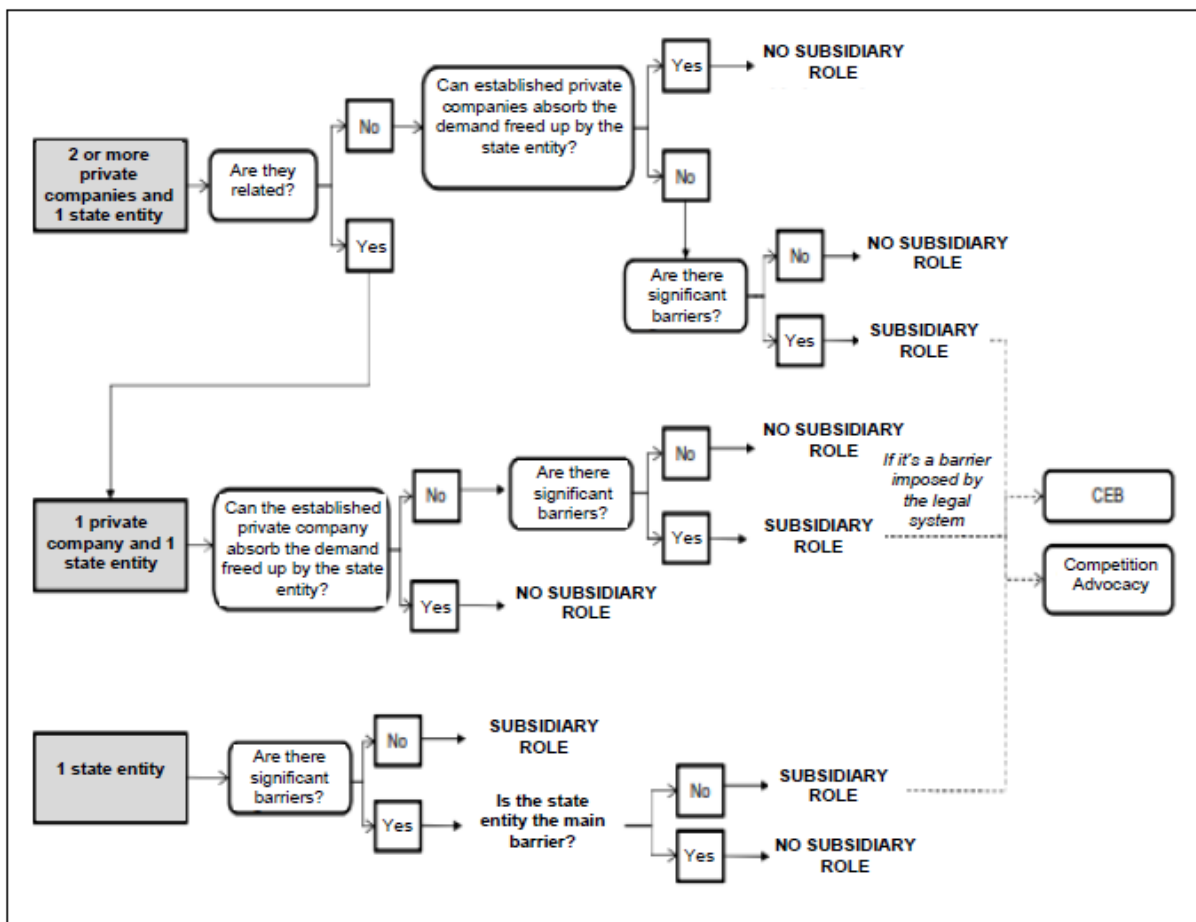 2 or more
private
companies and
1 state entity
Are they
related?
No
Yes
Can established private
companies absorb the
demand freed up by the
state entity?
Yes
NO SUBSIDIARY
ROLE
No
Are there
significant
barriers?
No
NO SUBSIDIARY
ROLE
Yes
SUBSIDIARY
ROLE
1 private
company and 1
state entity
Can the established
private company
absorb the demand
freed up by the state
entity?
No
Are there
significant
barriers?
No
NO SUBSIDIARY
ROLE
Yes
SUBSIDIARY
ROLE
Yes
NO SUBSIDIARY
ROLE
If it's a barrier
imposed by
the legal
system
CEB
Competition
Advocacy
1 state entity
Are there
significant
barriers?
No
SUBSIDIARY
ROLE
Yes
Is the state
entity the main
barrier?
No
SUBSIDIARY
ROLE
Yes
NO SUBSIDIARY
ROLE